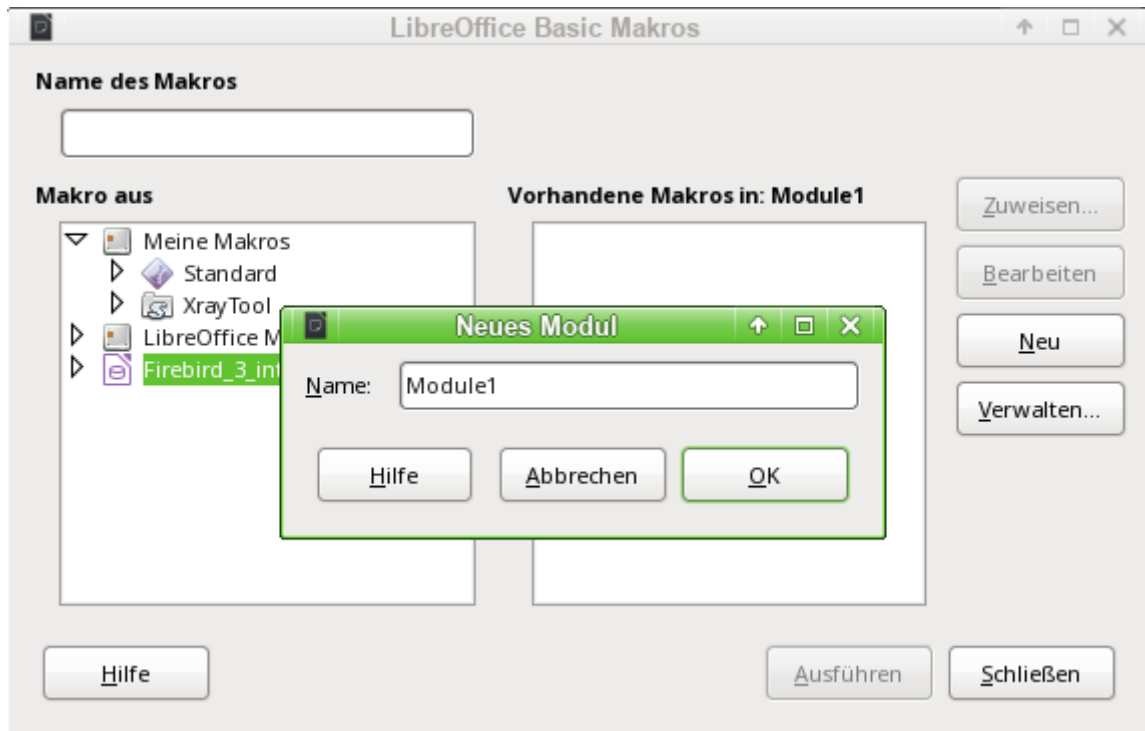 LibreOffice Basic Makros
Name des Makros
Makro aus
Vorhandene Makros in: Module1
Zuweisen...
Meine Makros
Standard
Bearbeiten
XrayTool
Neues Modul
LibreOffice M
Neu
Firebird_3_int
Name: Module1
Verwalten...
Hilfe Abbrechen OK
Hilfe Ausführen Schließen